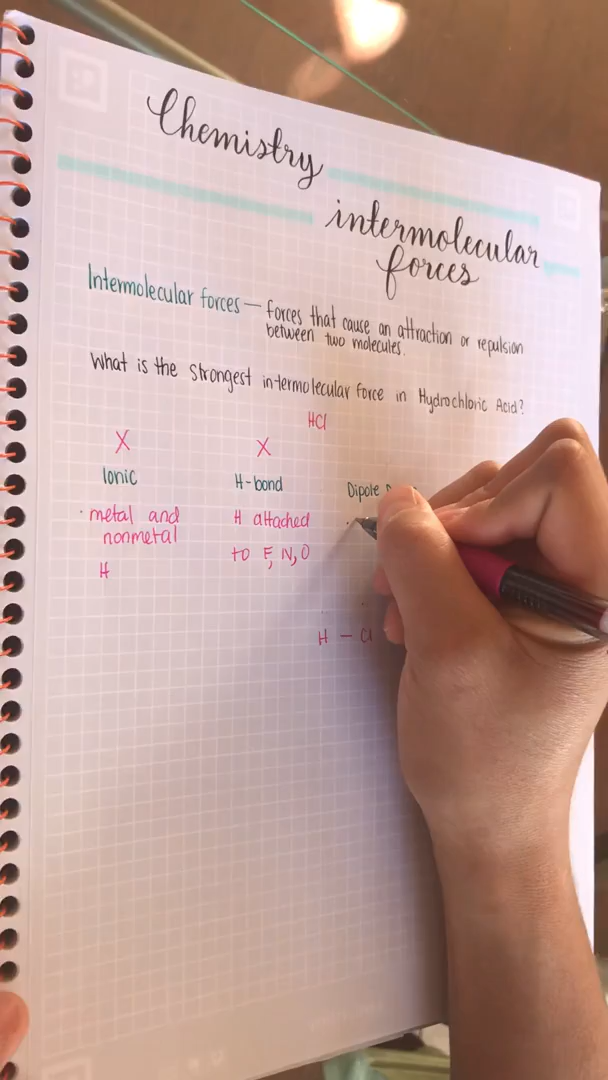 Chemistry
intermolecular
forces
Intermolecular forces — forces that cause an attraction or repulsion
between two molecules.
What is the strongest intermolecular force in Hydrochloric Acid?
HCl
X X
Ionic H-bond Dipole
· metal and H attached
nonmetal to F, N, O
H
H — Cl